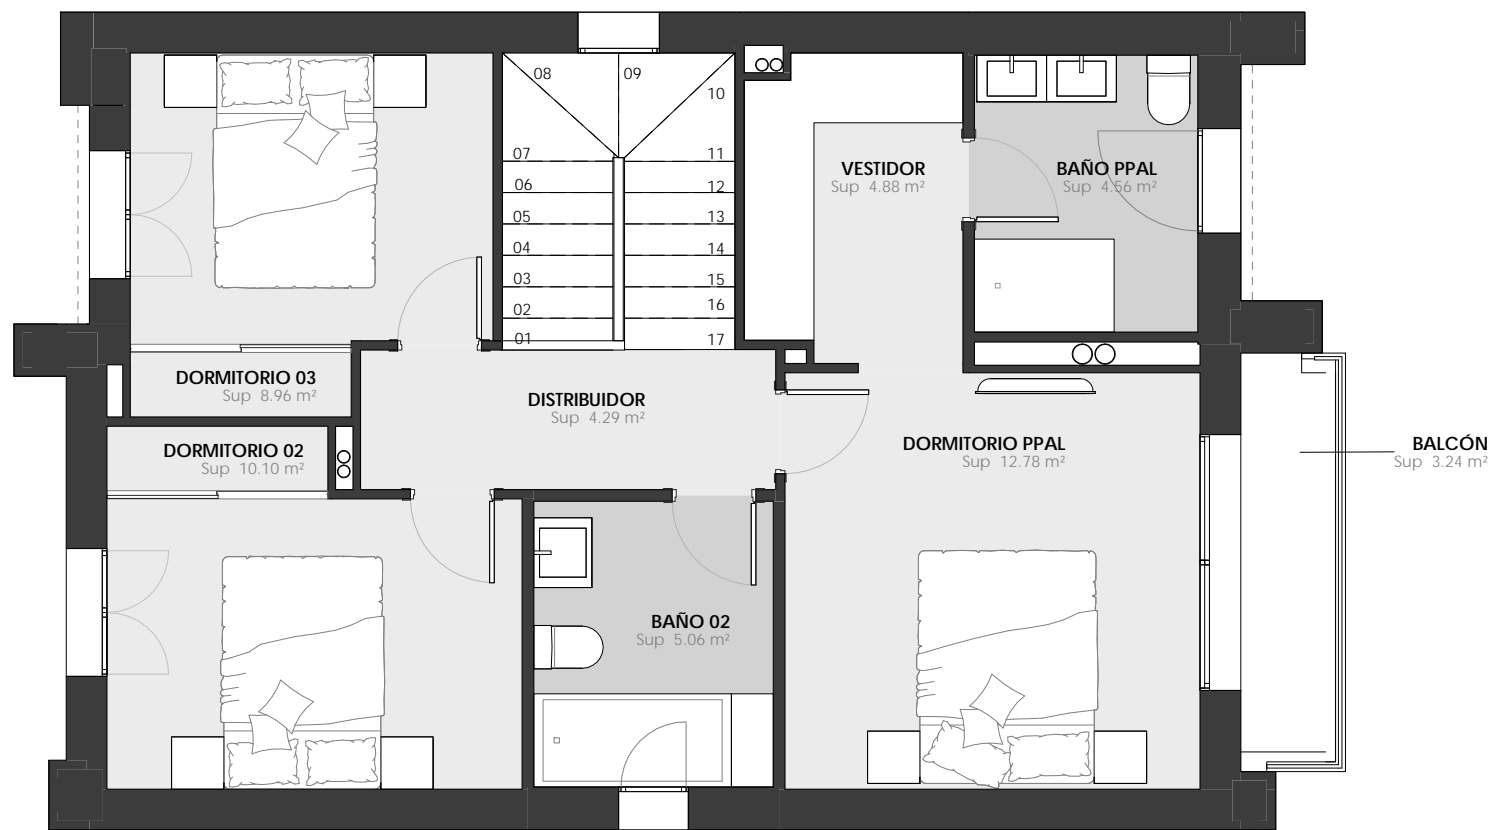 08
09
10
07
11
06
12
05
13
04
14
03
15
02
16
01
17
VESTIDOR
Sup 4.88 m²
BAÑO PPAL
Sup 4.56 m²
DORMITORIO 03
Sup 8.96 m²
DISTRIBUIDOR
Sup 4.29 m²
DORMITORIO 02
Sup 10.10 m²
DORMITORIO PPAL
Sup 12.78 m²
BALCÓN
Sup 3.24 m²
BAÑO 02
Sup 5.06 m²